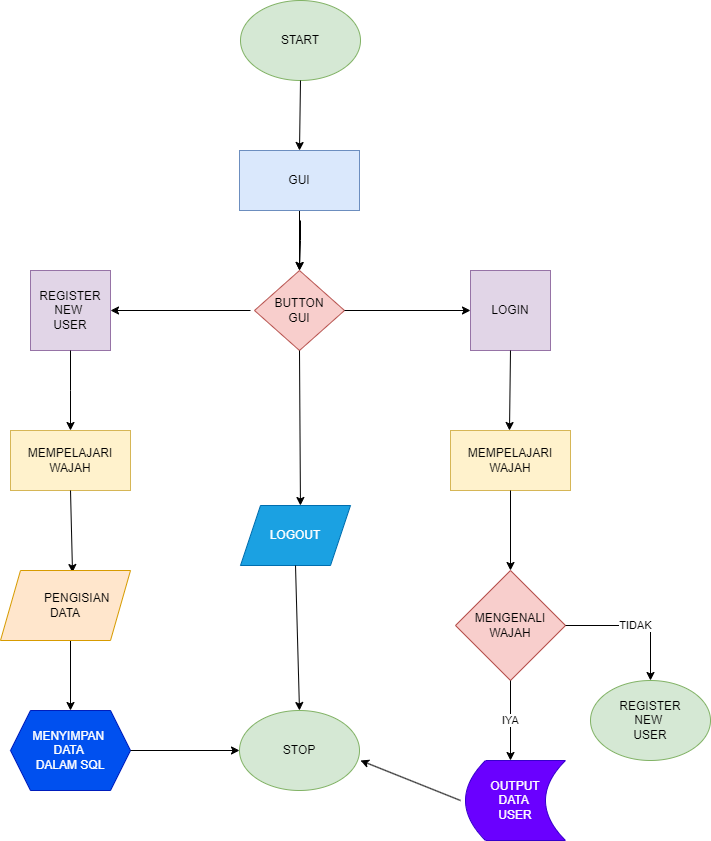 START
GUI
BUTTON
GUI
REGISTER
NEW
USER
LOGIN
MEMPELAJARI
WAJAH
MEMPELAJARI
WAJAH
LOGOUT
PENGISIAN
DATA
MENGENALI
WAJAH
TIDAK
IYA
REGISTER
NEW
USER
MENYIMPAN
DATA
DALAM SQL
STOP
OUTPUT
DATA
USER